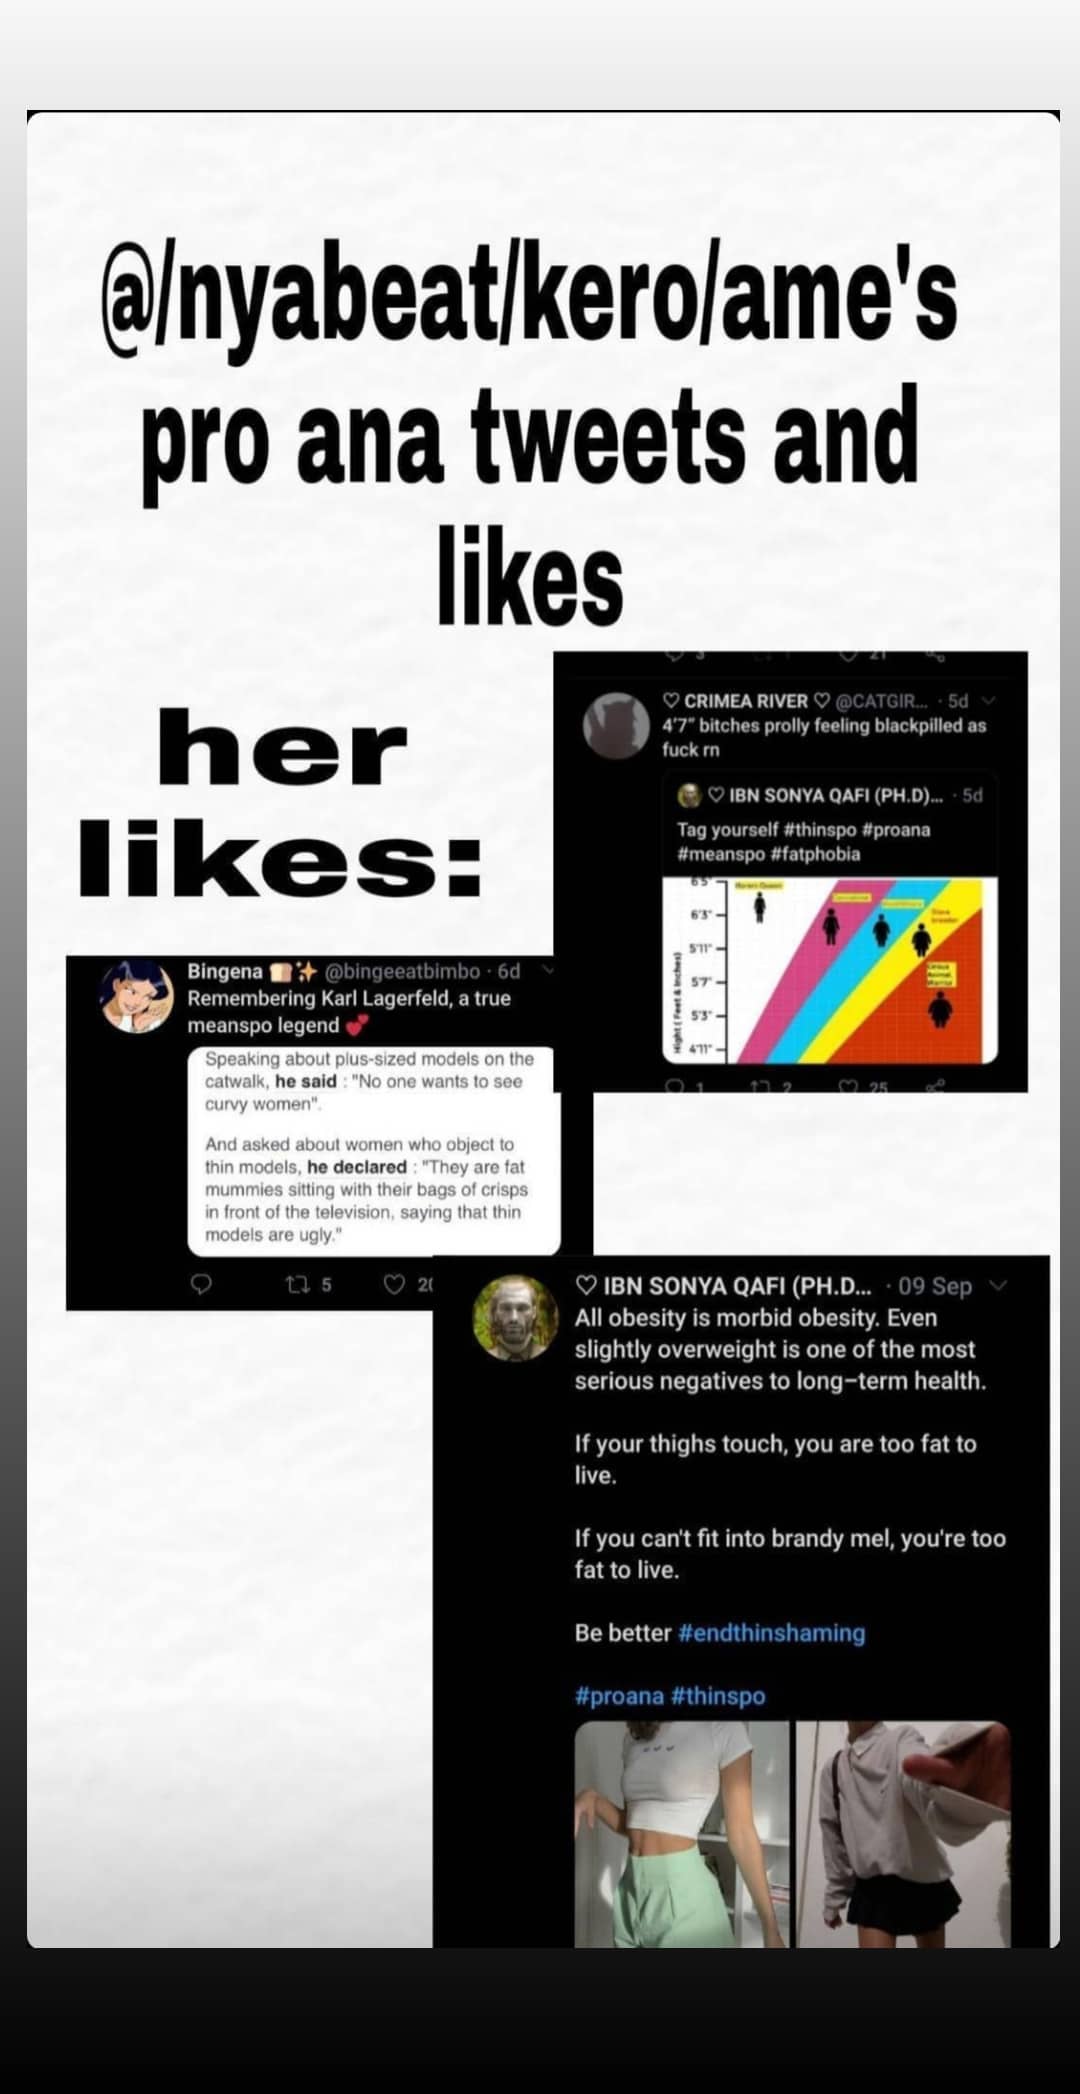 @/nyabeat/kero/ame's
pro ana tweets and
likes
her
likes:
3
21
♡ CRIMEA RIVER ♡ @CATGIR... · 5d
4'7" bitches prolly feeling blackpilled as
fuck rn
♡ IBN SONYA QAFI (PH.D)... · 5d
Tag yourself #thinspo #proana
#meanspo #fatphobia
6'5"
6'3"
5'11"
5'7"
5'3"
4'11"
Hight ( Feet & Inches)
1 2 25
Bingena 🍞✨ @bingeeatbimbo · 6d
Remembering Karl Lagerfeld, a true
meanspo legend 💕
Speaking about plus-sized models on the
catwalk, he said : "No one wants to see
curvy women".
And asked about women who object to
thin models, he declared : "They are fat
mummies sitting with their bags of crisps
in front of the television, saying that thin
models are ugly."
5
♡ IBN SONYA QAFI (PH.D... · 09 Sep
All obesity is morbid obesity. Even
slightly overweight is one of the most
serious negatives to long-term health.
If your thighs touch, you are too fat to
live.
If you can't fit into brandy mel, you're too
fat to live.
Be better #endthinshaming
#proana #thinspo